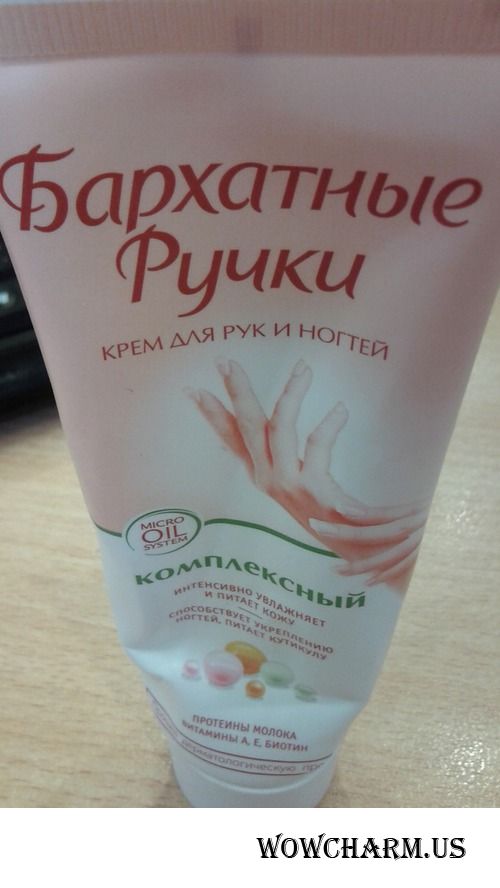 Бархатные
Ручки
КРЕМ ДЛЯ РУК И НОГТЕЙ
MICRO
OIL
SYSTEM
КОМПЛЕКСНЫЙ
ИНТЕНСИВНО УВЛАЖНЯЕТ
И ПИТАЕТ КОЖУ
СПОСОБСТВУЕТ УКРЕПЛЕНИЮ
НОГТЕЙ, ПИТАЕТ КУТИКУЛУ
ПРОТЕИНЫ МОЛОКА
ВИТАМИНЫ А, Е, БИОТИН
дерматологическую
WOWCHARM.US